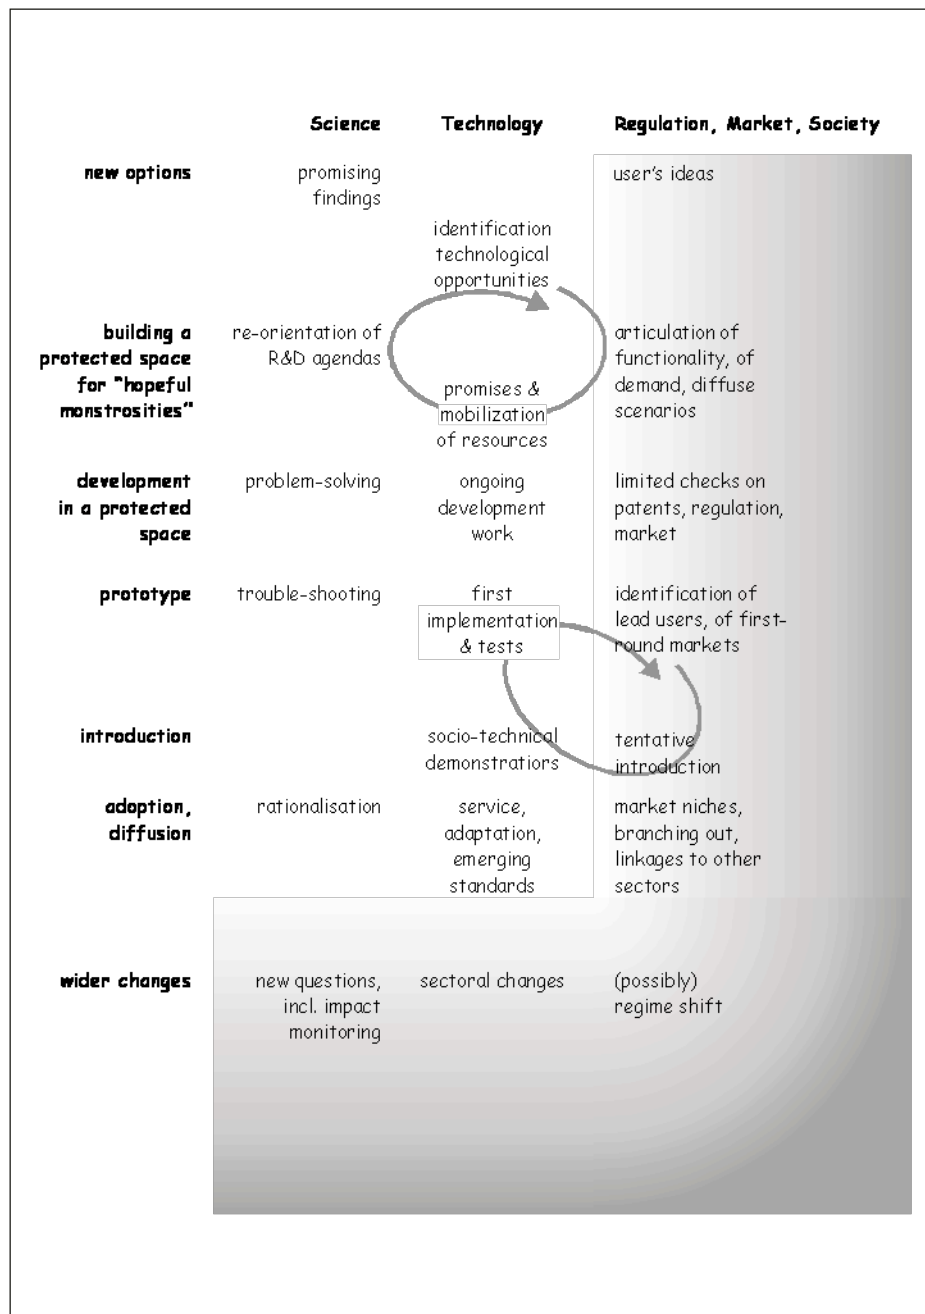 Science Technology Regulation, Market, Society
new options
promising
findings
user's ideas
identification
technological
opportunities
building a
protected space
for "hopeful
monstrosities"
re-orientation of
R&D agendas
promises &
mobilization
of resources
articulation of
functionality, of
demand, diffuse
scenarios
development
in a protected
space
problem-solving
ongoing
development
work
limited checks on
patents, regulation,
market
prototype
trouble-shooting
first
implementation
& tests
identification of
lead users, of first-
round markets
introduction
socio-technical
demonstratiors
tentative
introduction
adoption,
diffusion
rationalisation
service,
adaptation,
emerging
standards
market niches,
branching out,
linkages to other
sectors
wider changes
new questions,
incl. impact
monitoring
sectoral changes
(possibly)
regime shift